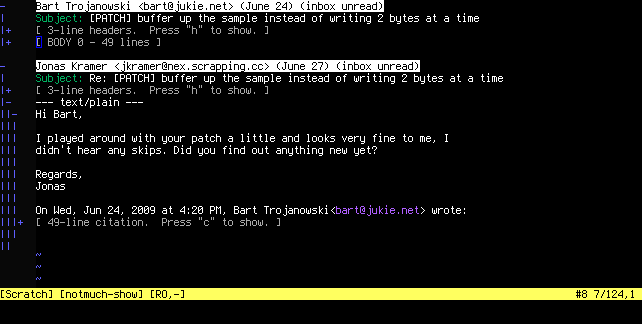 -    Bart Trojanowski <bart@jukie.net> (June 24) (inbox unread)
|    Subject: [PATCH] buffer up the sample instead of writing 2 bytes at a time
|+   [ 3-line headers.  Press "h" to show. ]
|+   [ BODY 0 - 49 lines ]
-    Jonas Kramer <jkramer@nex.scrapping.cc> (June 27) (inbox unread)
|    Subject: Re: [PATCH] buffer up the sample instead of writing 2 bytes at a time
|+   [ 3-line headers.  Press "h" to show. ]
|-   --- text/plain ---
||-  Hi Bart,
|||
|||  I played around with your patch a little and looks very fine to me, I
|||  didn't hear any skips. Did you find out anything new yet?
|||
|||  Regards,
|||  Jonas
|||
|||  On Wed, Jun 24, 2009 at 4:20 PM, Bart Trojanowski<bart@jukie.net> wrote:
|||+ [ 49-line citation.  Press "c" to show. ]
|||
||
~
~
~
[Scratch] [notmuch-show] [RO,-] #8 7/124,1